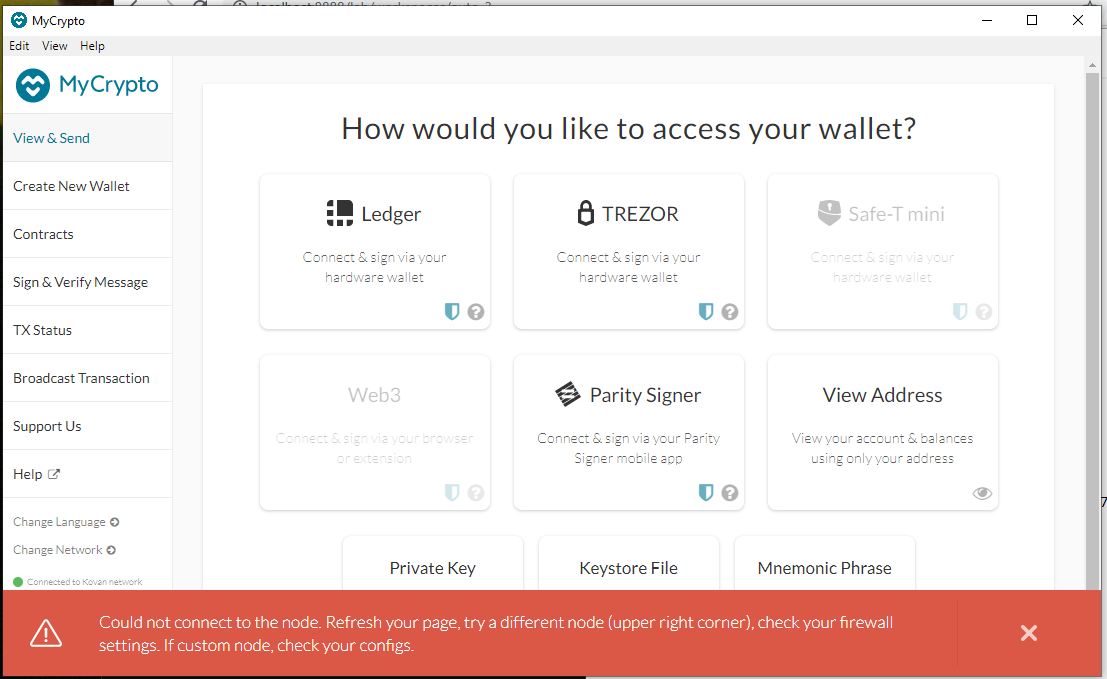 MyCrypto
Edit View Help
MyCrypto
View & Send
Create New Wallet
Contracts
Sign & Verify Message
TX Status
Broadcast Transaction
Support Us
Help
Change Language
Change Network
Connected to Kovan network
How would you like to access your wallet?
Ledger
Connect & sign via your
hardware wallet
TREZOR
Connect & sign via your
hardware wallet
Safe-T mini
Connect & sign via your
hardware wallet
Web3
Connect & sign via your browser
or extension
Parity Signer
Connect & sign via your Parity
Signer mobile app
View Address
View your account & balances
using only your address
Private Key
Keystore File
Mnemonic Phrase
Could not connect to the node. Refresh your page, try a different node (upper right corner), check your firewall
settings. If custom node, check your configs.